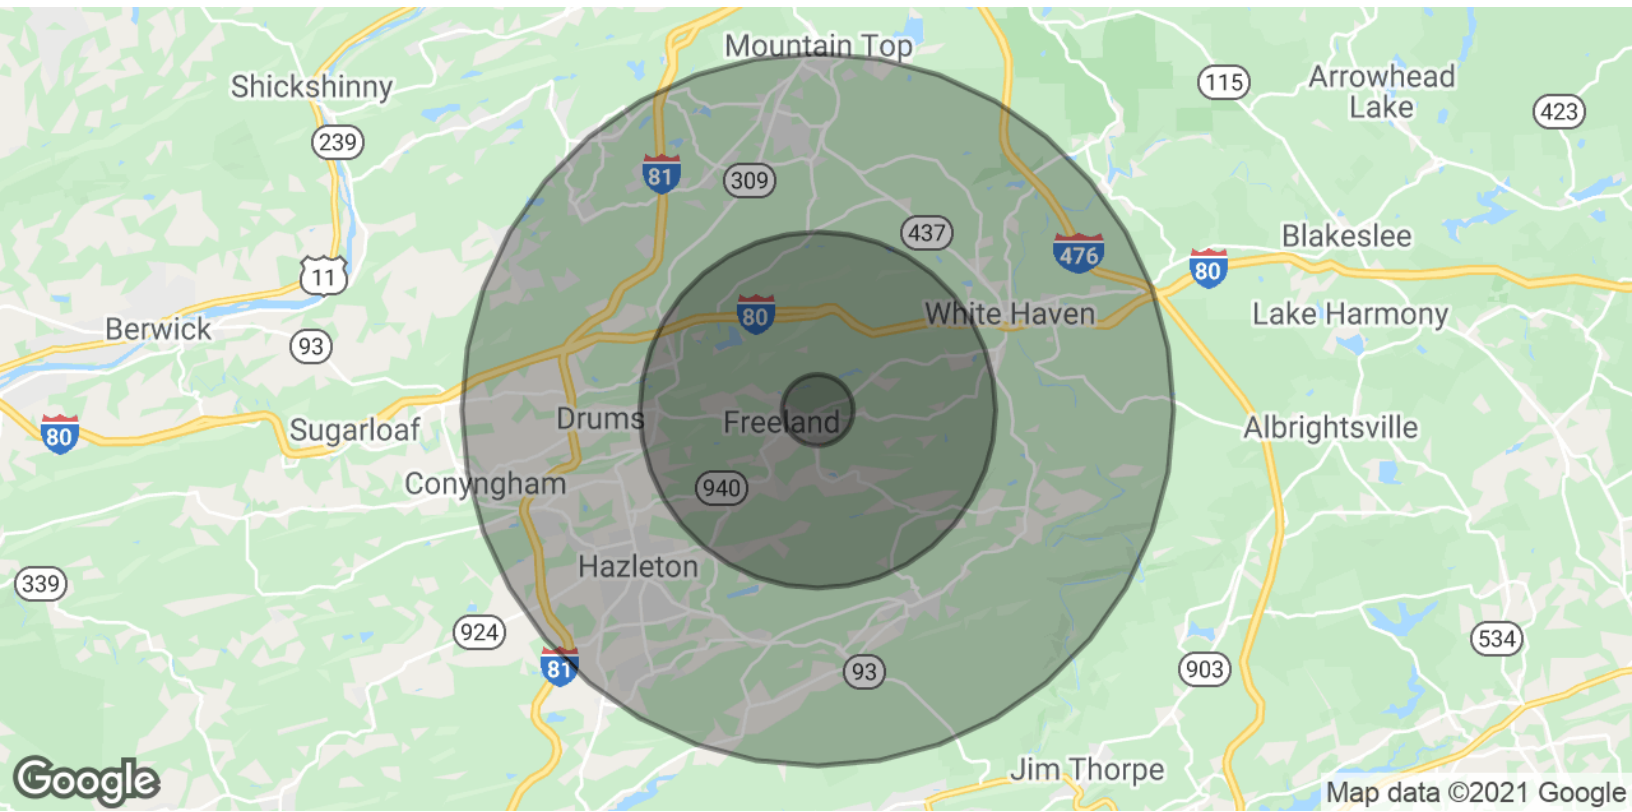 Mountain Top
Shickshinny
Arrowhead
Lake
115
423
239
81
309
437
Blakeslee
476
80
11
80
White Haven
Lake Harmony
Berwick
93
Drums
Freeland
Sugarloaf
80
Albrightsville
Conyngham
940
Hazleton
339
924
534
81
93
903
Jim Thorpe
Google
Map data ©2021 Google